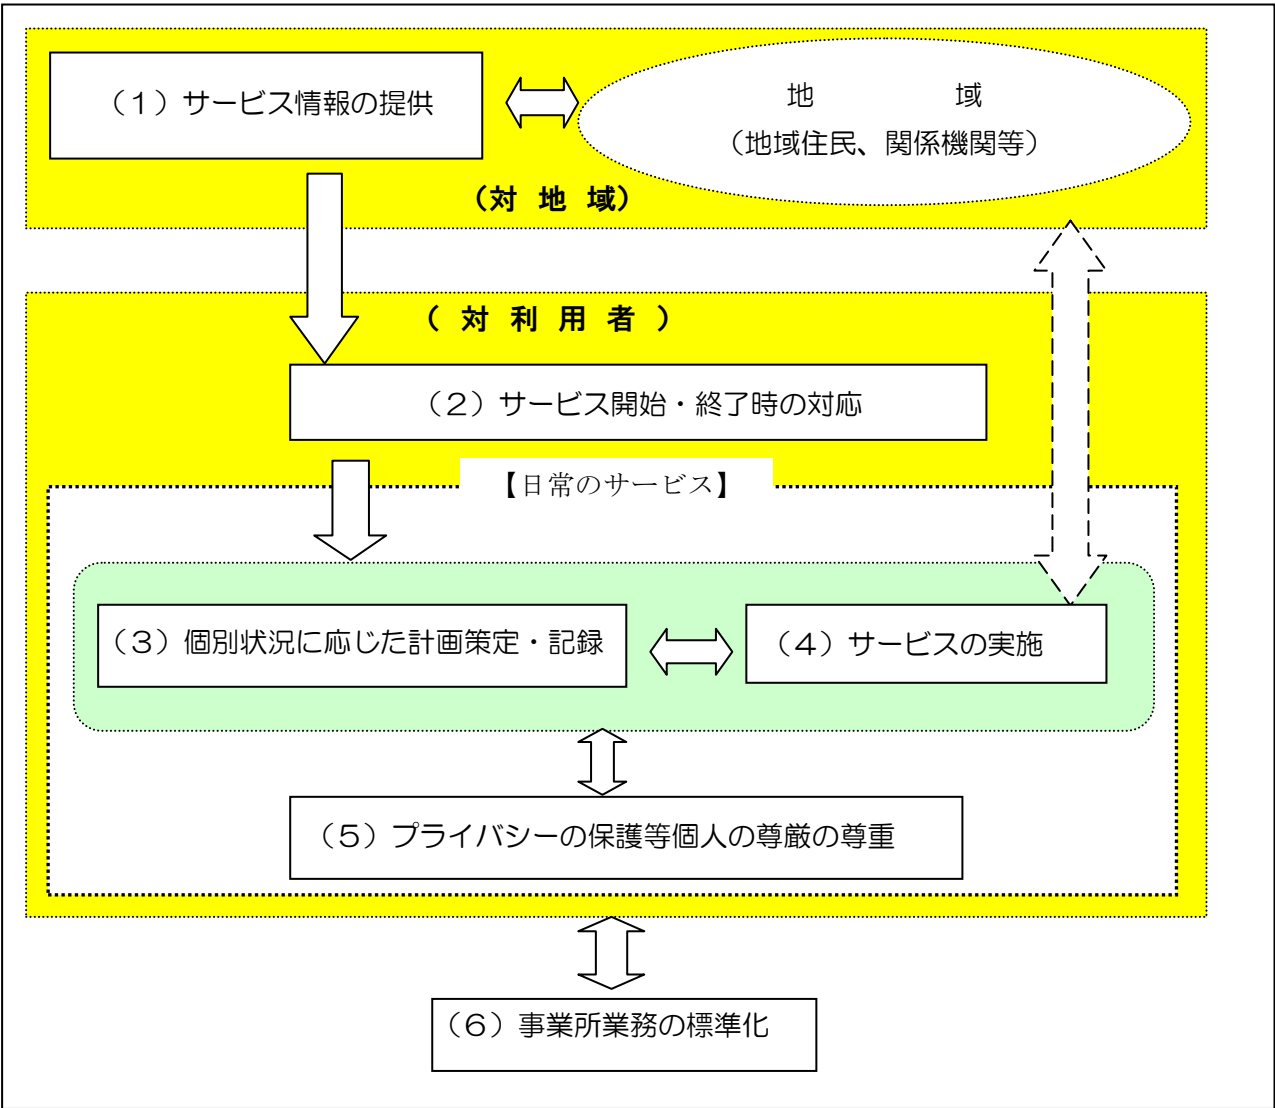 （１）サービス情報の提供
地　　　　　域
（地域住民、関係機関等）
（対 地 域）
（ 対 利 用 者 ）
（２）サービス開始・終了時の対応
【日常のサービス】
（３）個別状況に応じた計画策定・記録
（４）サービスの実施
（５）プライバシーの保護等個人の尊厳の尊重
（６）事業所業務の標準化